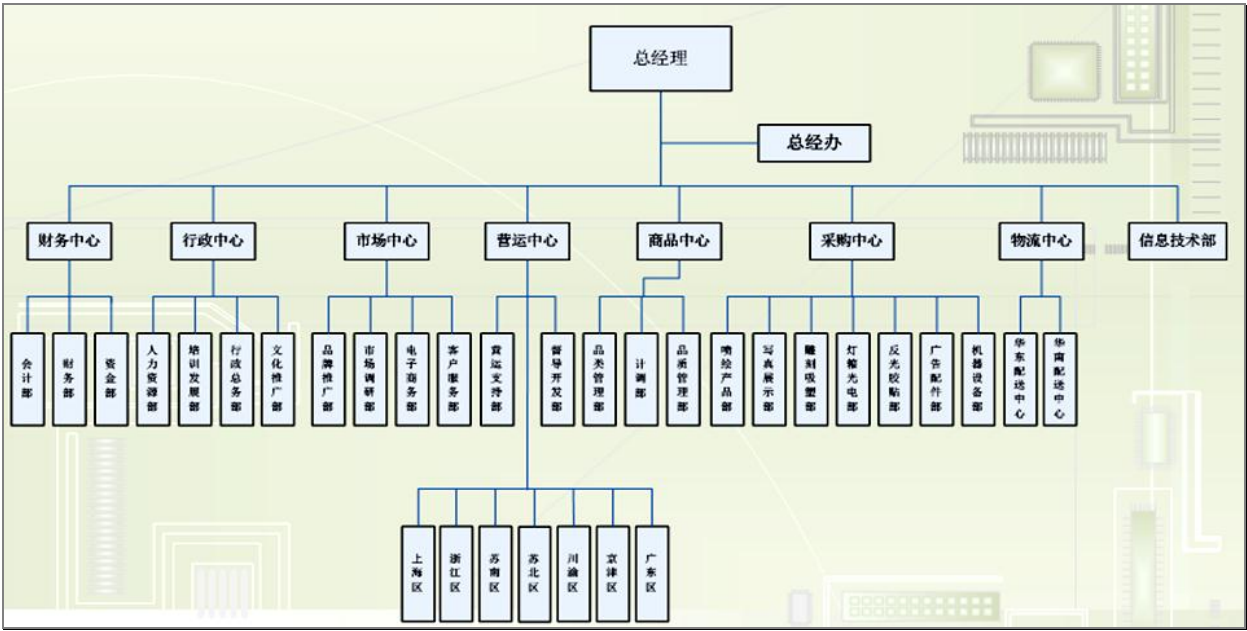 总经理
总经办
财务中心
行政中心
市场中心
营运中心
商品中心
采购中心
物流中心
信息技术部
会计部
财务部
资金部
人力资源部
培训发展部
行政总务部
文化推广部
品牌推广部
市场调研部
电子商务部
客户服务部
营运支持部
督导开发部
品类管理部
计调部
品质管理部
喷绘产品部
写真展示部
雕刻吸塑部
灯箱光电部
反光胶贴部
广告配件部
机器设备部
华东配送中心
华南配送中心
上海区
浙江区
苏南区
苏北区
川渝区
京津区
广东区